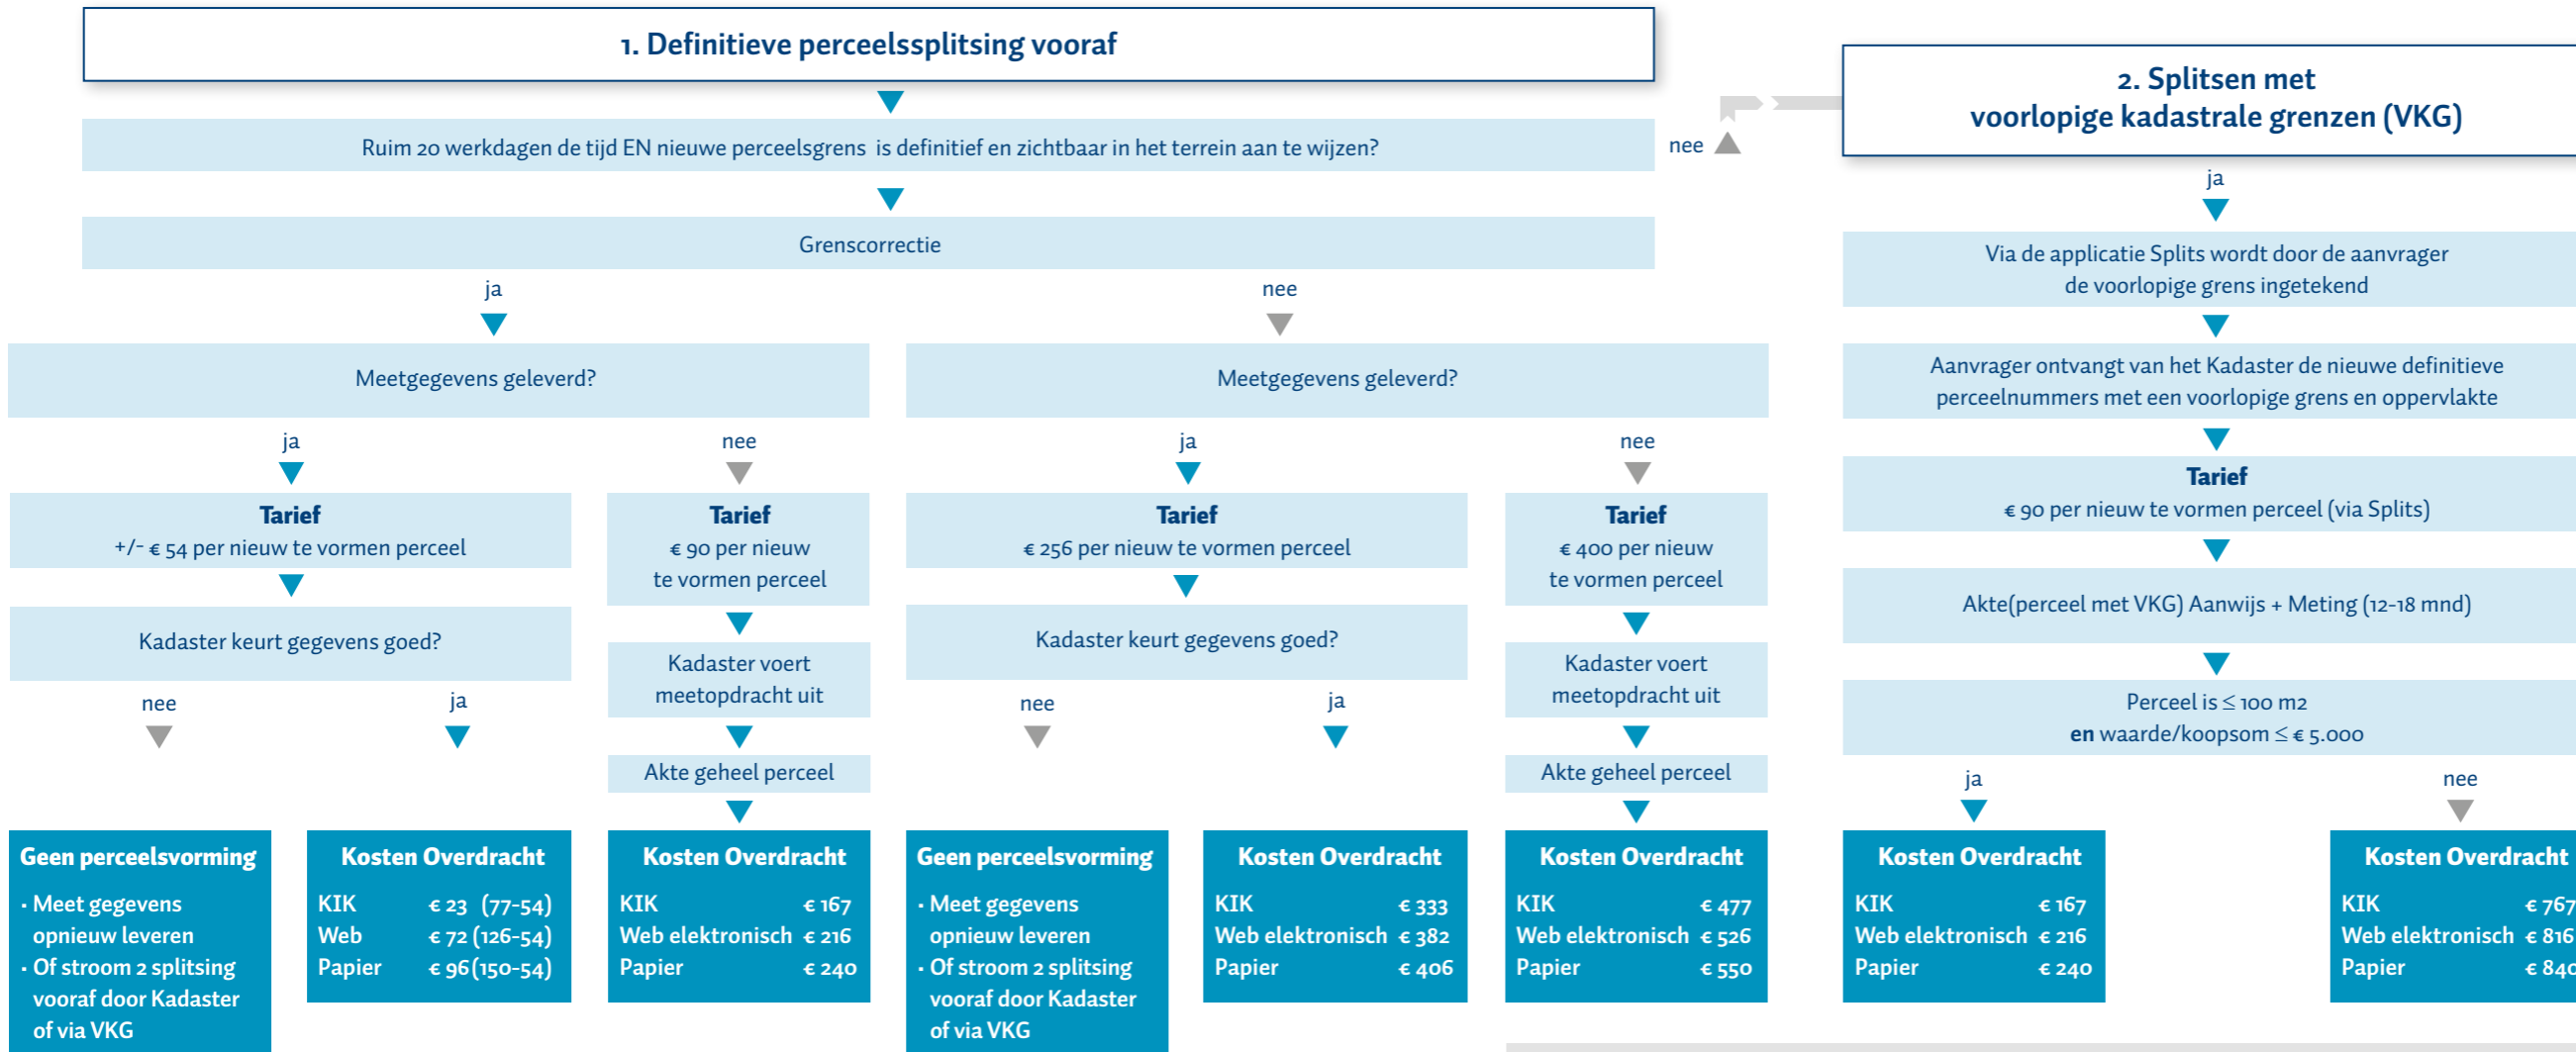 1. Definitieve perceelssplitsing vooraf
Ruim 20 werkdagen de tijd EN nieuwe perceelsgrens is definitief en zichtbaar in het terrein aan te wijzen?
nee
Grenscorrectie
ja
nee
Meetgegevens geleverd?
Meetgegevens geleverd?
ja
nee
ja
nee
Tarief
+/- € 54 per nieuw te vormen perceel
Tarief
€ 90 per nieuw
te vormen perceel
Tarief
€ 256 per nieuw te vormen perceel
Tarief
€ 400 per nieuw
te vormen perceel
Kadaster keurt gegevens goed?
Kadaster voert
meetopdracht uit
Kadaster keurt gegevens goed?
Kadaster voert
meetopdracht uit
nee
ja
nee
ja
Akte geheel perceel
Akte geheel perceel
Geen perceelsvorming
· Meet gegevens
opnieuw leveren
· Of stroom 2 splitsing
vooraf door Kadaster
of via VKG
Kosten Overdracht
KIK € 23 (77-54)
Web € 72 (126-54)
Papier € 96(150-54)
Kosten Overdracht
KIK € 167
Web elektronisch € 216
Papier € 240
Geen perceelsvorming
· Meet gegevens
opnieuw leveren
· Of stroom 2 splitsing
vooraf door Kadaster
of via VKG
Kosten Overdracht
KIK € 333
Web elektronisch € 382
Papier € 406
Kosten Overdracht
KIK € 477
Web elektronisch € 526
Papier € 550
2. Splitsen met
voorlopige kadastrale grenzen (VKG)
ja
Via de applicatie Splits wordt door de aanvrager
de voorlopige grens ingetekend
Aanvrager ontvangt van het Kadaster de nieuwe definitieve
perceelnummers met een voorlopige grens en oppervlakte
Tarief
€ 90 per nieuw te vormen perceel (via Splits)
Akte(perceel met VKG) Aanwijs + Meting (12-18 mnd)
Perceel is ≤ 100 m2
en waarde/koopsom ≤ € 5.000
ja
nee
Kosten Overdracht
KIK € 167
Web elektronisch € 216
Papier € 240
Kosten Overdracht
KIK € 767
Web elektronisch € 816
Papier € 840